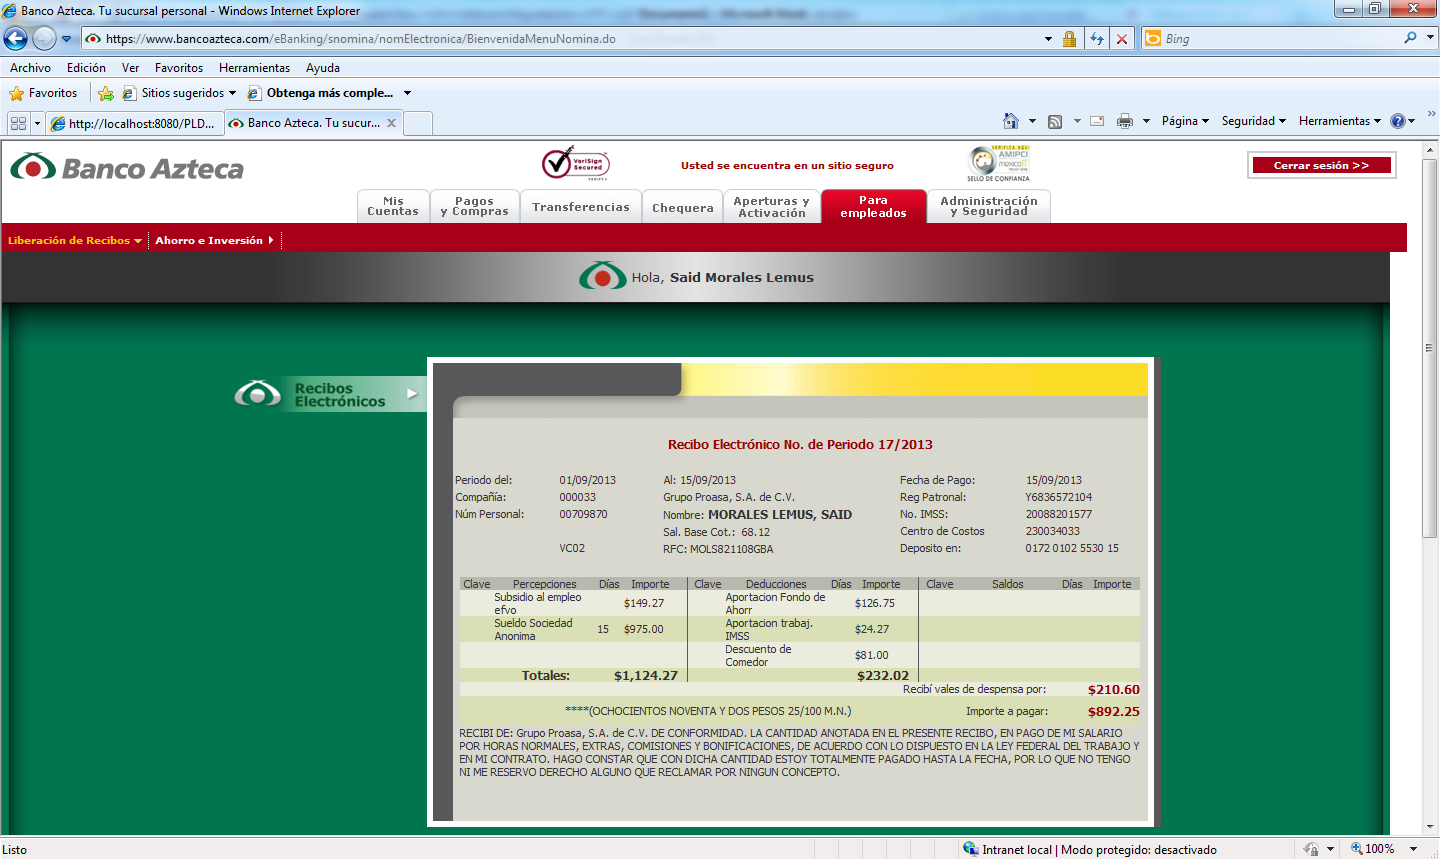 Banco Azteca. Tu sucursal personal - Windows Internet Explorer
https://www.bancoazteca.com/eBanking/snomina/nomElectronica/BienvenidaMenuNomina.do
Bing
Archivo Edición Ver Favoritos Herramientas Ayuda
Favoritos Sitios sugeridos Obtenga más comple...
http://localhost:8080/PLD... Banco Azteca. Tu sucur... Página Seguridad Herramientas
Banco Azteca
VeriSign Secured
VERIFY
Usted se encuentra en un sitio seguro
VERIFICA AQUÍ
AMIPCI
SELLO DE CONFIANZA
Cerrar sesión >>
Mis Cuentas
Pagos y Compras
Transferencias
Chequera
Aperturas y Activación
Para empleados
Administración y Seguridad
Liberación de Recibos Ahorro e Inversión
Hola, Said Morales Lemus
Recibos
Electrónicos
Recibo Electrónico No. de Periodo 17/2013
Periodo del: 01/09/2013 Al: 15/09/2013 Fecha de Pago: 15/09/2013
Compañía: 000033 Grupo Proasa, S.A. de C.V. Reg Patronal: Y6836572104
Núm Personal: 00709870 Nombre: MORALES LEMUS, SAID No. IMSS: 20088201577
Sal. Base Cot.: 68.12 Centro de Costos 230034033
VC02 RFC: MOLS821108GBA Deposito en: 0172 0102 5530 15
Clave Percepciones Días Importe Clave Deducciones Días Importe Clave Saldos Días Importe
Subsidio al empleo efvo $149.27 Aportacion Fondo de Ahorr $126.75
Sueldo Sociedad Anonima 15 $975.00 Aportacion trabaj. IMSS $24.27
Descuento de Comedor $81.00
Totales: $1,124.27 $232.02
Recibí vales de despensa por: $210.60
****(OCHOCIENTOS NOVENTA Y DOS PESOS 25/100 M.N.) Importe a pagar: $892.25
RECIBI DE: Grupo Proasa, S.A. de C.V. DE CONFORMIDAD. LA CANTIDAD ANOTADA EN EL PRESENTE RECIBO, EN PAGO DE MI SALARIO
POR HORAS NORMALES, EXTRAS, COMISIONES Y BONIFICACIONES, DE ACUERDO CON LO DISPUESTO EN LA LEY FEDERAL DEL TRABAJO Y
EN MI CONTRATO. HAGO CONSTAR QUE CON DICHA CANTIDAD ESTOY TOTALMENTE PAGADO HASTA LA FECHA, POR LO QUE NO TENGO
NI ME RESERVO DERECHO ALGUNO QUE RECLAMAR POR NINGUN CONCEPTO.
Listo Intranet local | Modo protegido: desactivado 100%